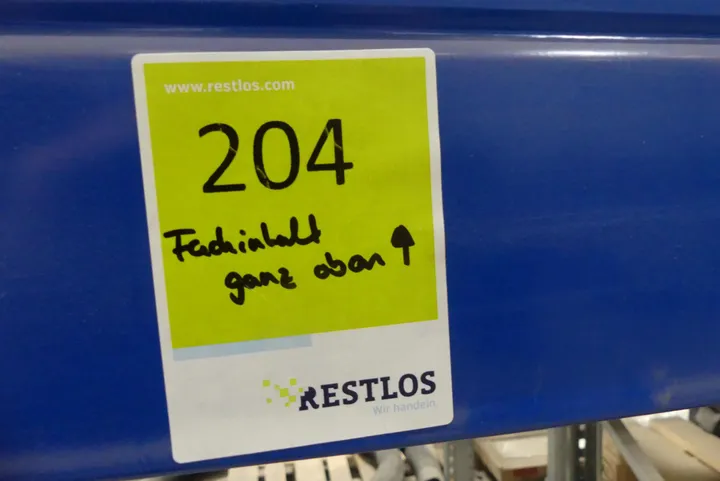 www.restlos.com
204
Fachinhalt
ganz oben ↑
RESTLOS
Wir handeln.